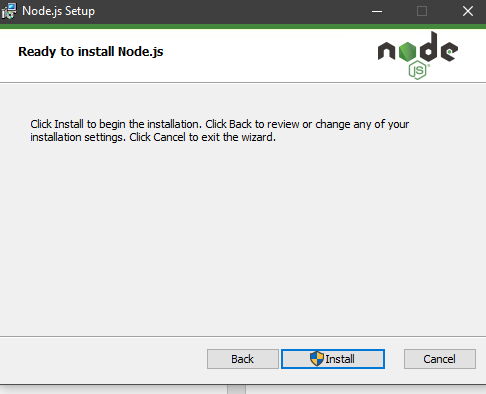 Node.js Setup
Ready to install Node.js
node
JS
Click Install to begin the installation. Click Back to review or change any of your
installation settings. Click Cancel to exit the wizard.
Back
Install
Cancel